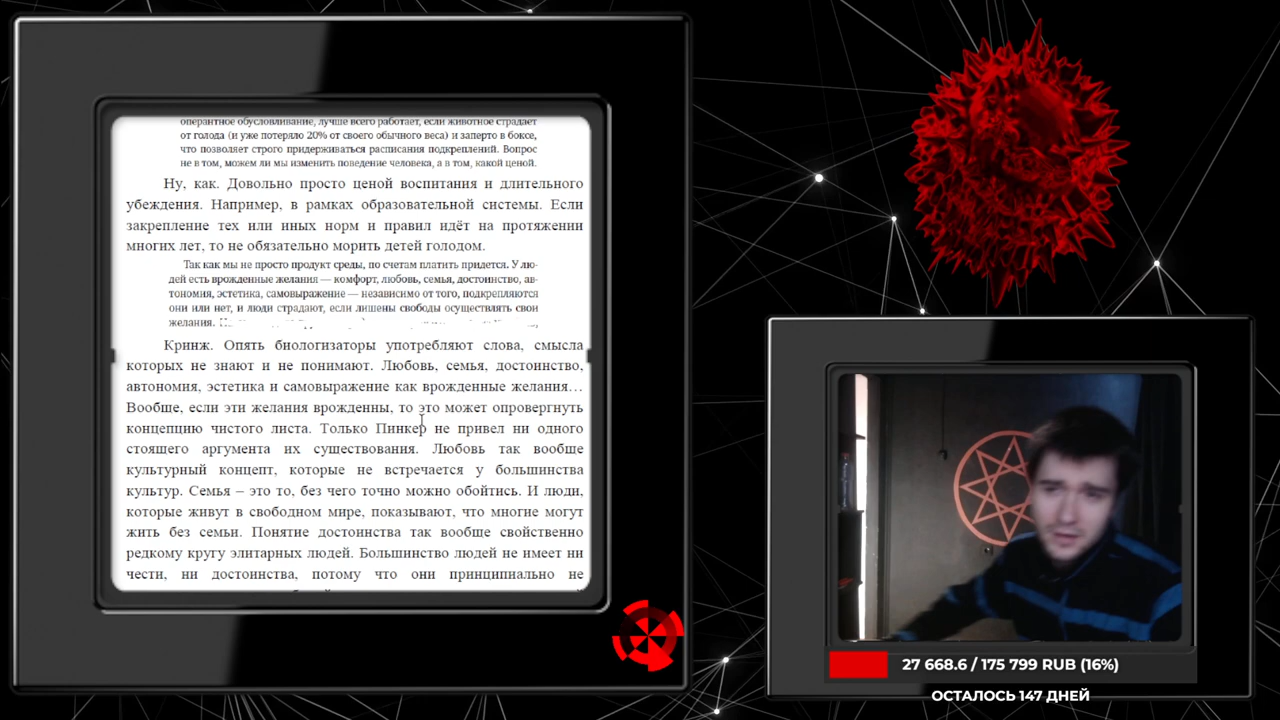 оперантное обусловливание, лучше всего работает, если животное страдает
от голода (и уже потеряло 20% от своего обычного веса) и заперто в боксе,
что позволяет строго придерживаться расписания подкреплений. Вопрос
не в том, можем ли мы изменить поведение человека, а в том, какой ценой.
Ну, как. Довольно просто ценой воспитания и длительного
убеждения. Например, в рамках образовательной системы. Если
закрепление тех или иных норм и правил идёт на протяжении
многих лет, то не обязательно морить детей голодом.
Так как мы не просто продукт среды, по счетам платить придется. У лю-
дей есть врожденные желания — комфорт, любовь, семья, достоинство, ав-
тономия, эстетика, самовыражение — независимо от того, подкрепляются
они или нет, и люди страдают, если лишены свободы осуществлять свои
желания.
Кринж. Опять биологизаторы употребляют слова, смысла
которых не знают и не понимают. Любовь, семья, достоинство,
автономия, эстетика и самовыражение как врожденные желания…
Вообще, если эти желания врожденны, то это может опровергнуть
концепцию чистого листа. Только Пинкер не привел ни одного
стоящего аргумента их существования. Любовь так вообще
культурный концепт, которые не встречается у большинства
культур. Семья – это то, без чего точно можно обойтись. И люди,
которые живут в свободном мире, показывают, что многие могут
жить без семьи. Понятие достоинства так вообще свойственно
редкому кругу элитарных людей. Большинство людей не имеет ни
чести, ни достоинства, потому что они принципиально не
27 668.6 / 175 799 RUB (16%)
ОСТАЛОСЬ 147 ДНЕЙ